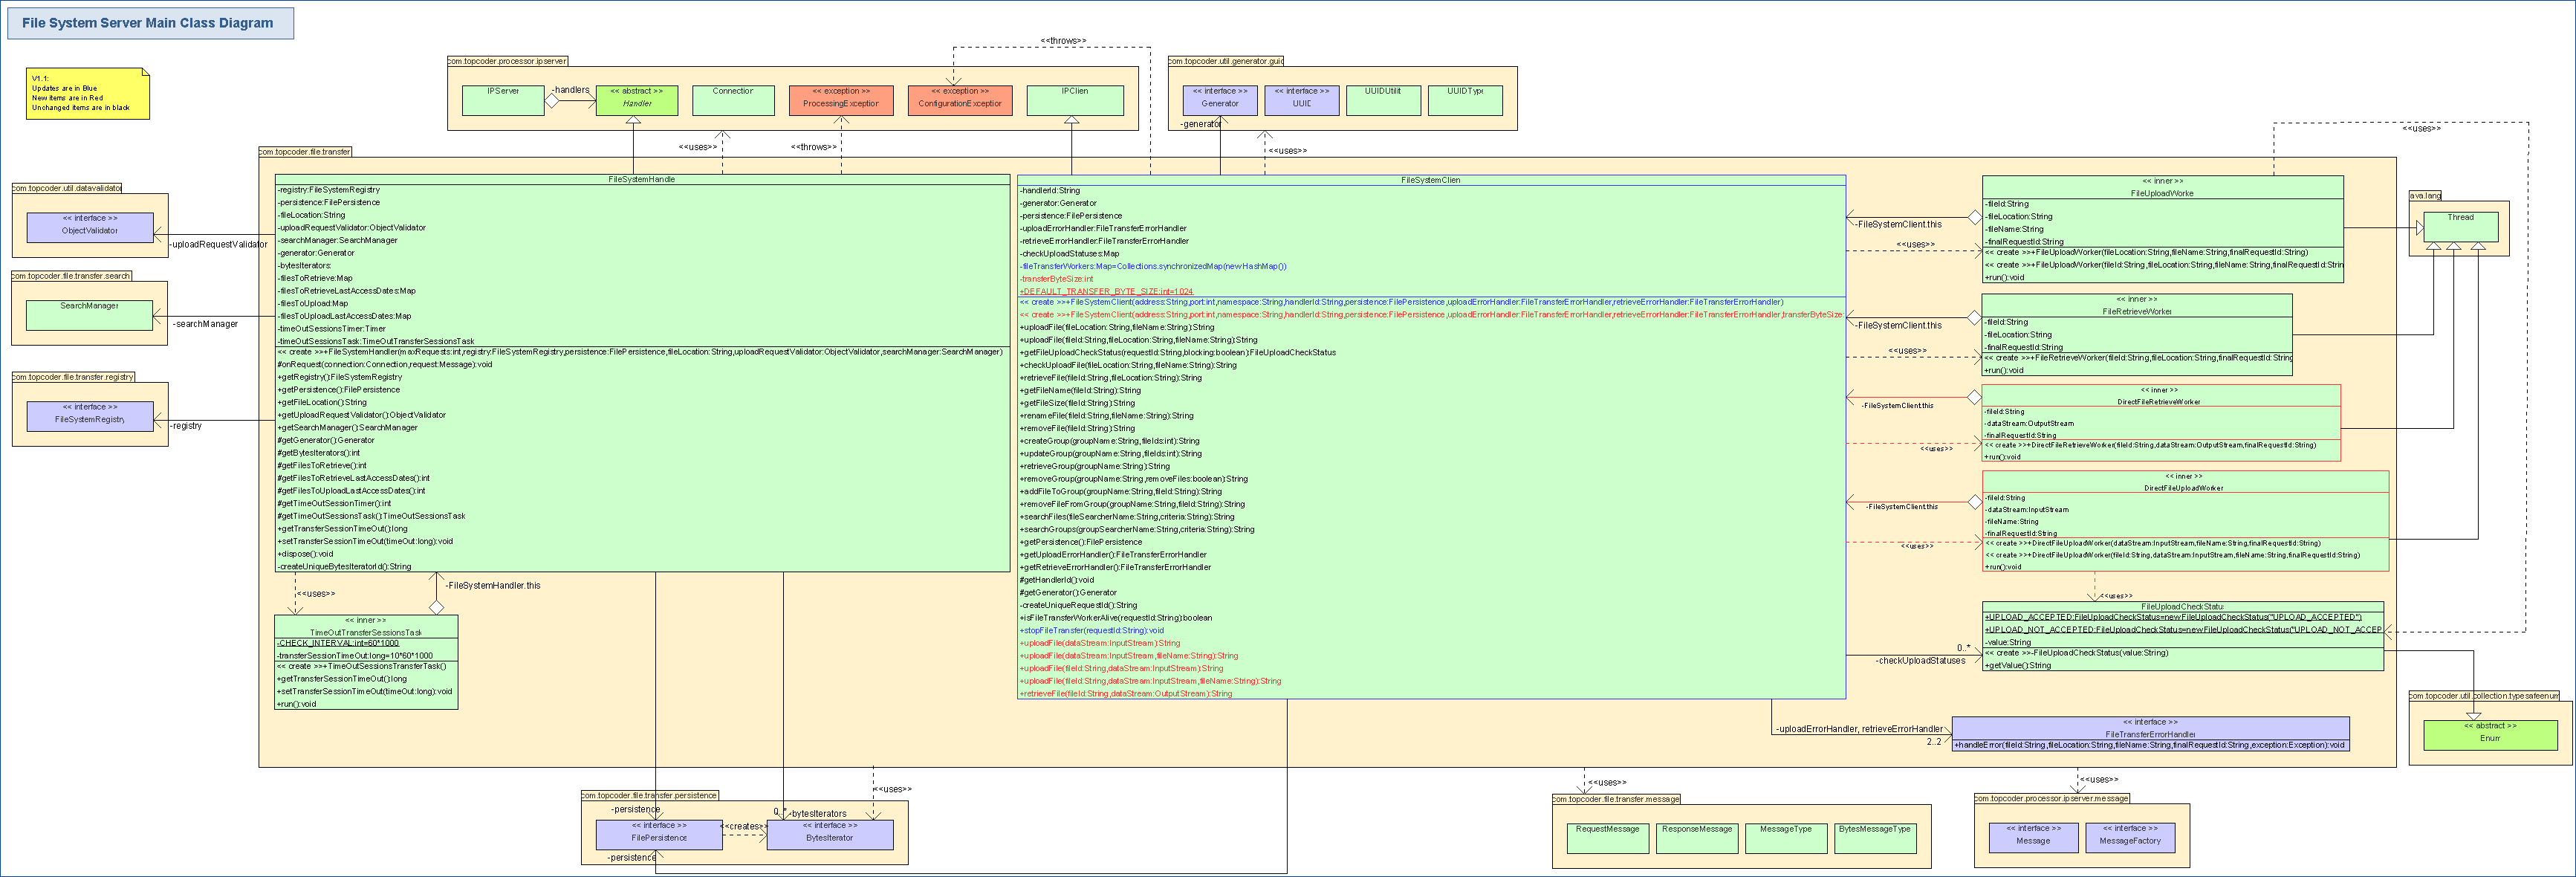 File System Server Main Class Diagram
V1.1:
Updates are in Blue
New items are in Red
Unchanged items are in black
<<throws>>
com.topcoder.processor.ipserver
IPServer
-handlers
<< abstract >>
Handler
Connection
<< exception >>
ProcessingException
<< exception >>
ConfigurationException
IPClient
com.topcoder.util.generator.guid
<< interface >>
Generator
<< interface >>
UUID
UUIDUtilit
UUIDType
-generator
<<uses>>
<<throws>>
<<uses>>
<<uses>>
com.topcoder.file.transfer
com.topcoder.util.datavalidator
<< interface >>
ObjectValidator
-uploadRequestValidator
com.topcoder.file.transfer.search
SearchManager
-searchManager
com.topcoder.file.transfer.registry
<< interface >>
FileSystemRegistry
-registry
FileSystemHandle
-registry:FileSystemRegistry
-persistence:FilePersistence
-fileLocation:String
-uploadRequestValidator:ObjectValidator
-searchManager:SearchManager
-generator:Generator
-bytesIterators:
-filesToRetrieve:Map
-filesToRetrieveLastAccessDates:Map
-filesToUpload:Map
-filesToUploadLastAccessDates:Map
-timeOutSessionsTimer:Timer
-timeOutSessionsTask:TimeOutTransferSessionsTask
<< create >>+FileSystemHandler(maxRequests:int,registry:FileSystemRegistry,persistence:FilePersistence,fileLocation:String,uploadRequestValidator:ObjectValidator,searchManager:SearchManager)
#onRequest(connection:Connection,request:Message):void
+getRegistry():FileSystemRegistry
+getPersistence():FilePersistence
+getFileLocation():String
+getUploadRequestValidator():ObjectValidator
+getSearchManager():SearchManager
#getGenerator():Generator
#getBytesIterators():int
#getFilesToRetrieve():int
#getFilesToRetrieveLastAccessDates():int
#getFilesToUploadLastAccessDates():int
#getTimeOutSessionTimer():int
#getTimeOutSessionsTask():TimeOutSessionsTask
+getTransferSessionTimeOut():long
+setTransferSessionTimeOut(timeOut:long):void
+dispose():void
-createUniqueBytesIteratorId():String
<<uses>>
-FileSystemHandler.this
<< inner >>
TimeOutTransferSessionsTask
-CHECK_INTERVAL:int=60*1000
-transferSessionTimeOut:long=10*60*1000
<< create >>+TimeOutSessionsTransferTask()
+getTransferSessionTimeOut():long
+setTransferSessionTimeOut(timeOut:long):void
+run():void
FileSystemClien
-handlerId:String
-generator:Generator
-persistence:FilePersistence
-uploadErrorHandler:FileTransferErrorHandler
-retrieveErrorHandler:FileTransferErrorHandler
-checkUploadStatuses:Map
-fileTransferWorkers:Map=Collections.synchronizedMap(new HashMap())
-transferByteSize:int
+DEFAULT_TRANSFER_BYTE_SIZE:int=1024
<< create >>+FileSystemClient(address:String,port:int,namespace:String,handlerId:String,persistence:FilePersistence,uploadErrorHandler:FileTransferErrorHandler,retrieveErrorHandler:FileTransferErrorHandler)
<< create >>+FileSystemClient(address:String,port:int,namespace:String,handlerId:String,persistence:FilePersistence,uploadErrorHandler:FileTransferErrorHandler,retrieveErrorHandler:FileTransferErrorHandler,transferByteSize:
+uploadFile(fileLocation:String,fileName:String):String
+uploadFile(fileId:String,fileLocation:String,fileName:String):String
+getFileUploadCheckStatus(requestId:String,blocking:boolean):FileUploadCheckStatus
+checkUploadFile(fileLocation:String,fileName:String):String
+retrieveFile(fileId:String,fileLocation:String):String
+getFileName(fileId:String):String
+getFileSize(fileId:String):String
+renameFile(fileId:String,fileName:String):String
+removeFile(fileId:String):String
+createGroup(groupName:String,fileIds:int):String
+updateGroup(groupName:String,fileIds:int):String
+retrieveGroup(groupName:String):String
+removeGroup(groupName:String,removeFiles:boolean):String
+addFileToGroup(groupName:String,fileId:String):String
+removeFileFromGroup(groupName:String,fileId:String):String
+searchFiles(fileSearcherName:String,criteria:String):String
+searchGroups(groupSearcherName:String,criteria:String):String
+getPersistence():FilePersistence
+getUploadErrorHandler():FileTransferErrorHandler
+getRetrieveErrorHandler():FileTransferErrorHandler
#getHandlerId():void
#getGenerator():Generator
-createUniqueRequestId():String
+isFileTransferWorkerAlive(requestId:String):boolean
+stopFileTransfer(requestId:String):void
+uploadFile(dataStream:InputStream):String
+uploadFile(dataStream:InputStream,fileName:String):String
+uploadFile(fileId:String,dataStream:InputStream):String
+uploadFile(fileId:String,dataStream:InputStream,fileName:String):String
+retrieveFile(fileId:String,dataStream:OutputStream):String
-FileSystemClient.this
<<uses>>
-FileSystemClient.this
<<uses>>
-FileSystemClient.this
<<uses>>
-FileSystemClient.this
<<uses>>
<< inner >>
FileUploadWorke
-fileId:String
-fileLocation:String
-fileName:String
-finalRequestId:String
<< create >>+FileUploadWorker(fileLocation:String,fileName:String,finalRequestId:String)
<< create >>+FileUploadWorker(fileId:String,fileLocation:String,fileName:String,finalRequestId:Strin
+run():void
<< inner >>
FileRetrieveWorker
-fileId:String
-fileLocation:String
-finalRequestId:String
<< create >>+FileRetrieveWorker(fileId:String,fileLocation:String,finalRequestId:String
+run():void
<< inner >>
DirectFileRetrieveWorker
-fileId:String
-dataStream:OutputStream
-finalRequestId:String
<< create >>+DirectFileRetrieveWorker(fileId:String,dataStream:OutputStream,finalRequestId:String)
+run():void
<< inner >>
DirectFileUploadWorker
-fileId:String
-dataStream:InputStream
-fileName:String
-finalRequestId:String
<< create >>+DirectFileUploadWorker(dataStream:InputStream,fileName:String,finalRequestId:String)
<< create >>+DirectFileUploadWorker(fileId:String,dataStream:InputStream,fileName:String,finalRequestId:String)
+run():void
<<uses>>
FileUploadCheckStatu
+UPLOAD_ACCEPTED:FileUploadCheckStatus=new FileUploadCheckStatus("UPLOAD_ACCEPTED")
+UPLOAD_NOT_ACCEPTED:FileUploadCheckStatus=new FileUploadCheckStatus("UPLOAD_NOT_ACCEP
-value:String
<< create >>-FileUploadCheckStatus(value:String)
+getValue():String
0..*
-checkUploadStatuses
-uploadErrorHandler, retrieveErrorHandler
2..2
<< interface >>
FileTransferErrorHandler
+handleError(fileId:String,fileLocation:String,fileName:String,finalRequestId:String,exception:Exception):void
java.lang
Thread
com.topcoder.util.collection.typesafeenum
<< abstract >>
Enum
com.topcoder.file.transfer.persistence
-persistence
<< interface >>
FilePersistence
-persistence
<<creates>>
0..*
-bytesIterators
<<uses>>
<< interface >>
BytesIterator
<<uses>>
com.topcoder.file.transfer.message
RequestMessage
ResponseMessage
MessageType
BytesMessageType
<<uses>>
com.topcoder.processor.ipserver.message
<< interface >>
Message
<< interface >>
MessageFactory